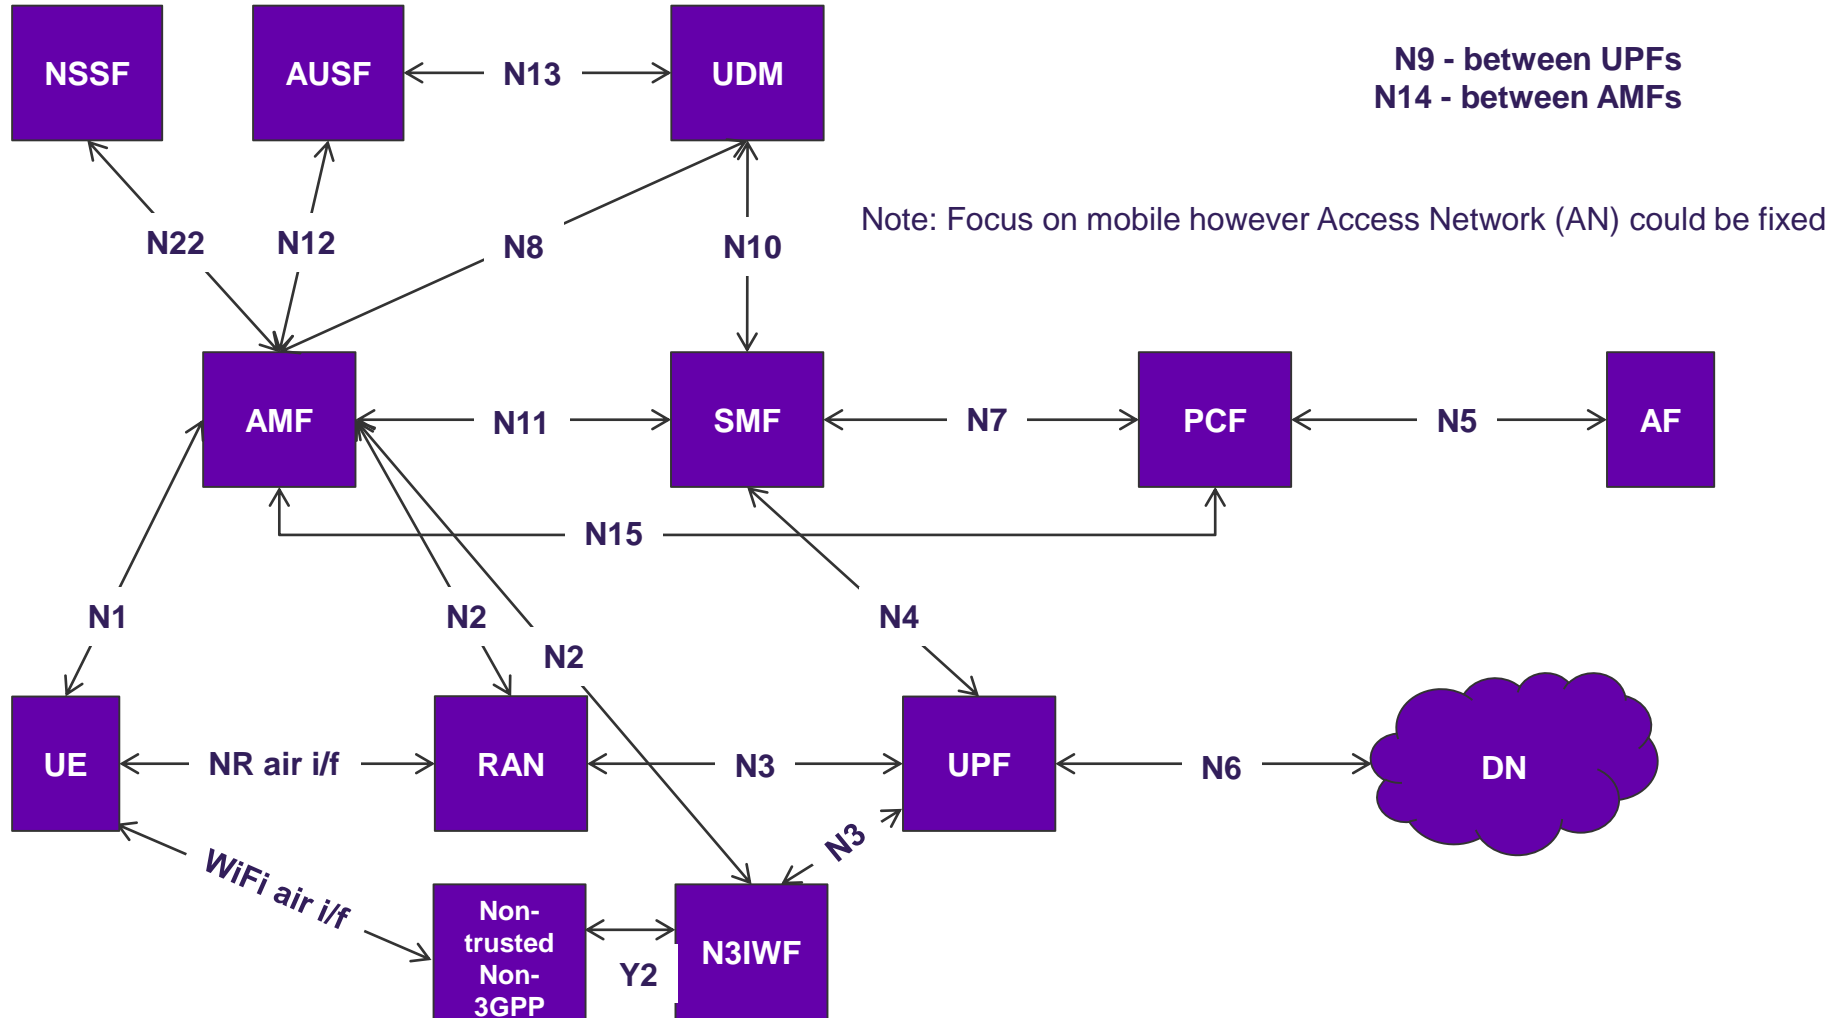 NSSF
AUSF
N13
UDM
N9 - between UPFs
N14 - between AMFs
Note: Focus on mobile however Access Network (AN) could be fixed
N22
N12
N8
N10
AMF
N11
SMF
N7
PCF
N5
AF
N15
N1
N2
N2
N4
UE
NR air i/f
RAN
N3
UPF
N6
DN
WiFi air i/f
N3
Non-
trusted
Non-
3GPP
Y2
N3IWF